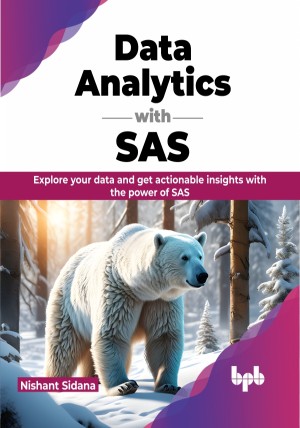 Data
Analytics
with
SAS
Explore your data and get actionable insights with
the power of SAS
Nishant Sidana
bpb